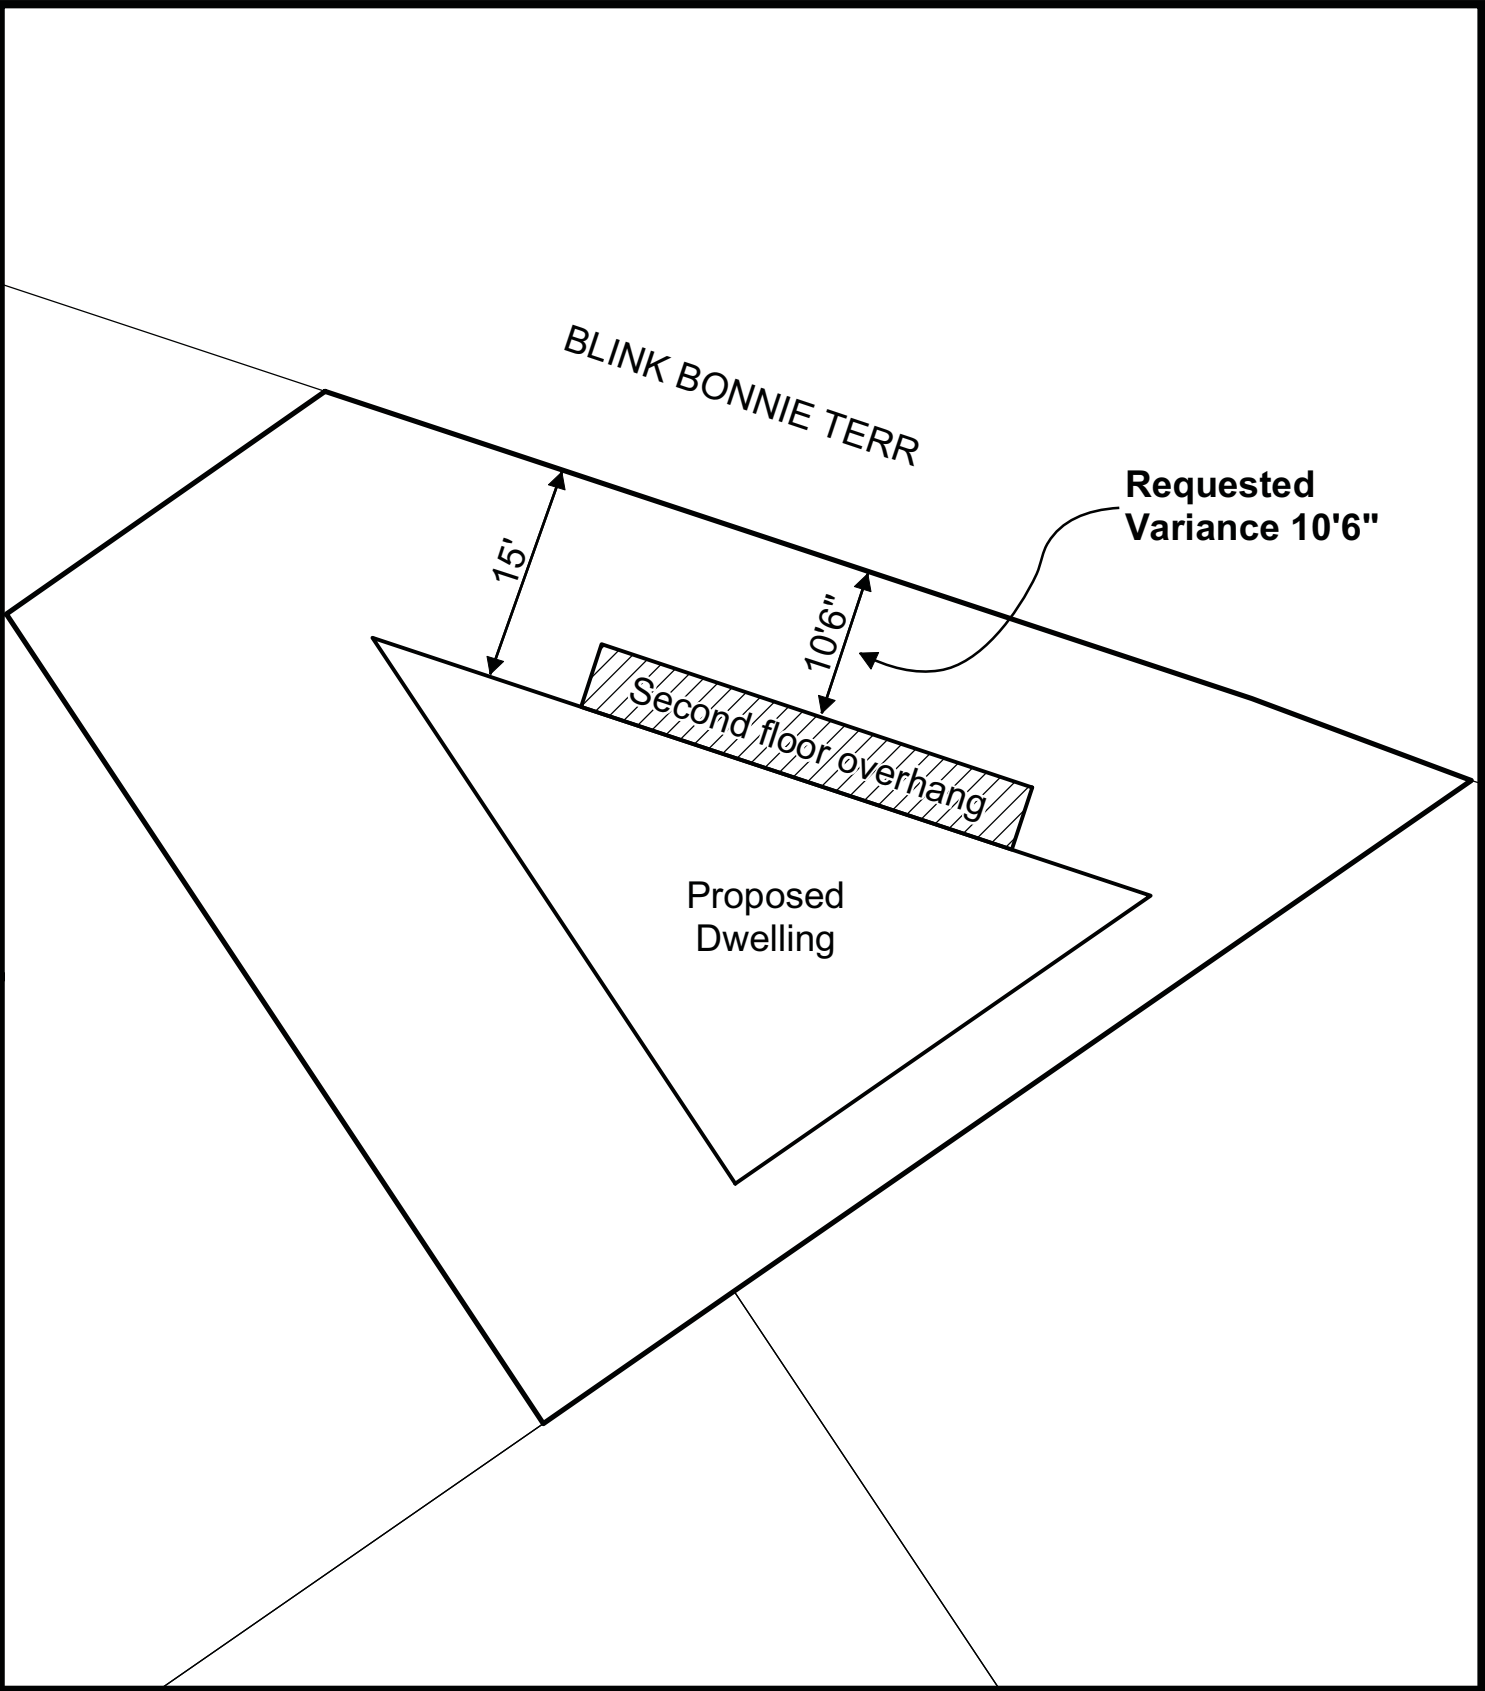 BLINK BONNIE TERR
Requested
Variance 10'6"
15'
10'6"
Second floor overhang
Proposed
Dwelling